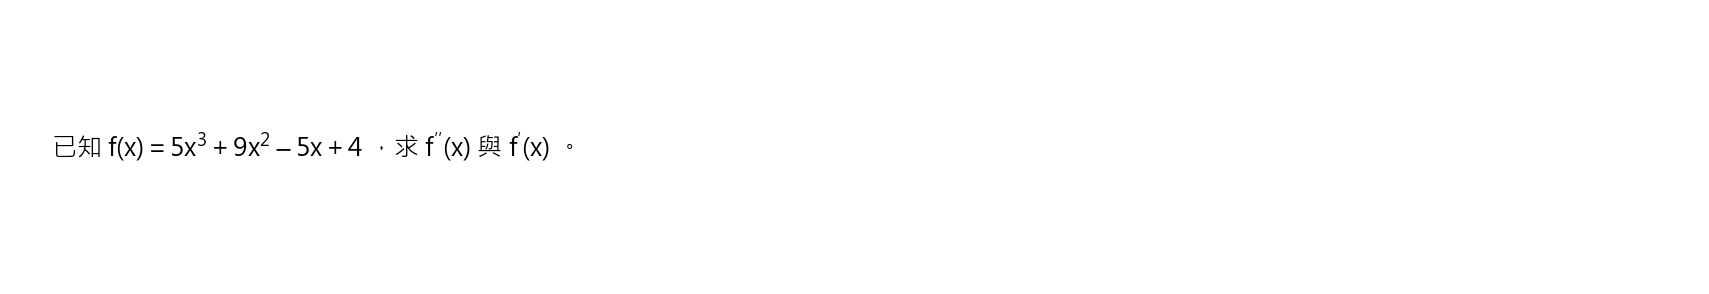 已知 f(x) = 5x³ + 9x² – 5x + 4 ，求 f′′(x) 與 f′(x) 。